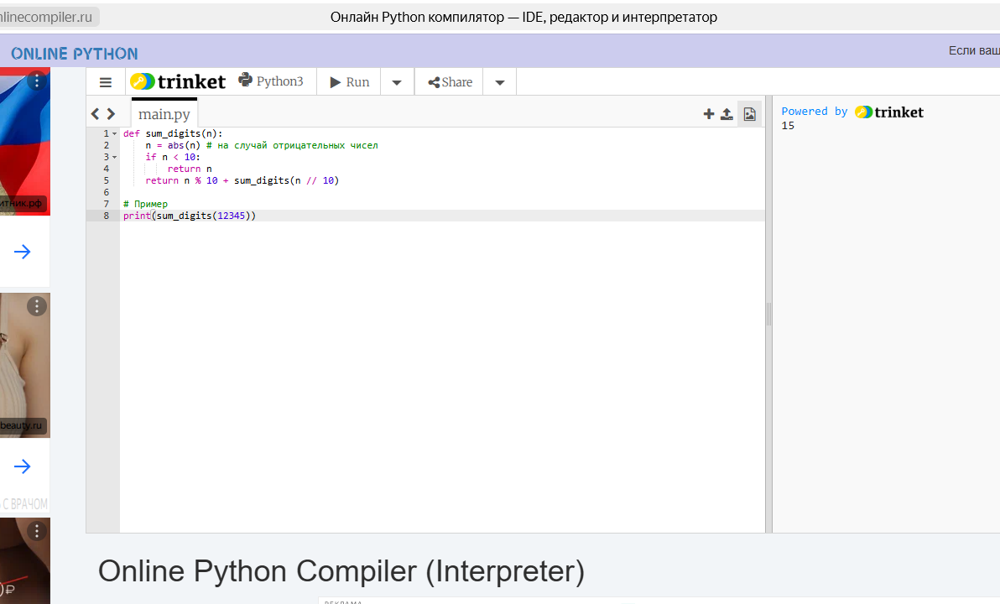 nlinecompiler.ru
Онлайн Python компилятор — IDE, редактор и интерпретатор
ONLINE PYTHON
Если ваш
trinket Python3 Run Share
main.py
Powered by trinket
15
1 def sum_digits(n):
2 n = abs(n) # на случай отрицательных чисел
3 if n < 10:
4 return n
5 return n % 10 + sum_digits(n // 10)
6
7 # Пример
8 print(sum_digits(12345))
итник.рф
beauty.ru
С ВРАЧОМ
)₽
Online Python Compiler (Interpreter)
РЕКЛАМА